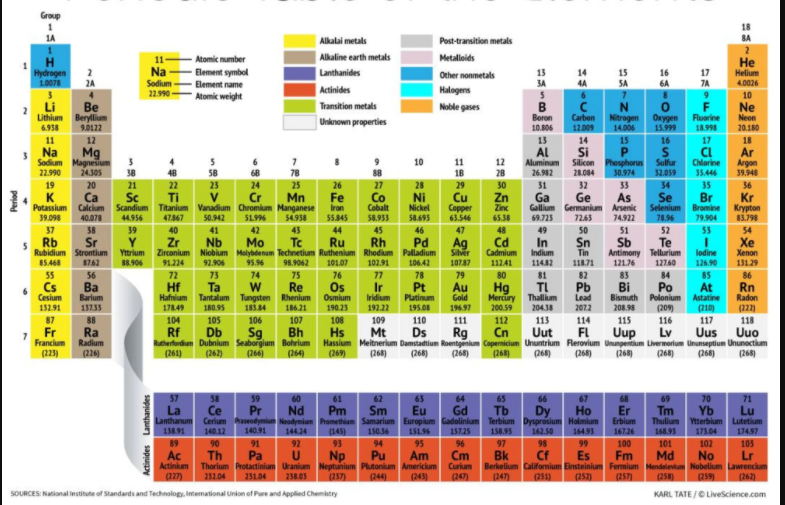 Group
1
1A
18
8A
Alkalai metals
Alkaline earth metals
Lanthanides
Actinides
Transition metals
Unknown properties
Post-transition metals
Metalloids
Other nonmetals
Halogens
Noble gases
11 Atomic number
Na Element symbol
Sodium Element name
22.990 Atomic weight
Period
1 2
1 H He
Hydrogen Helium
1.0078 4.0026
2 13 14 15 16 17
2A 3A 4A 5A 6A 7A
3 4 5 6 7 8 9 10
2 Li Be B C N O F Ne
Lithium Beryllium Boron Carbon Nitrogen Oxygen Fluorine Neon
6.938 9.0122 10.806 12.009 14.006 15.999 18.998 20.180
11 12 13 14 15 16 17 18
3 Na Mg Al Si P S Cl Ar
Sodium Magnesium Aluminum Silicon Phosphorus Sulfur Chlorine Argon
22.990 24.305 26.982 28.084 30.974 32.059 35.446 39.948
3 4 5 6 7 8 9 10 11 12
3B 4B 5B 6B 7B 8B 1B 2B
19 20 21 22 23 24 25 26 27 28 29 30 31 32 33 34 35 36
4 K Ca Sc Ti V Cr Mn Fe Co Ni Cu Zn Ga Ge As Se Br Kr
Potassium Calcium Scandium Titanium Vanadium Chromium Manganese Iron Cobalt Nickel Copper Zinc Gallium Germanium Arsenic Selenium Bromine Krypton
39.098 40.078 44.956 47.867 50.942 51.996 54.938 55.845 58.933 58.693 63.546 65.38 69.723 72.63 74.922 78.96 79.904 83.798
37 38 39 40 41 42 43 44 45 46 47 48 49 50 51 52 53 54
5 Rb Sr Y Zr Nb Mo Tc Ru Rh Pd Ag Cd In Sn Sb Te I Xe
Rubidium Strontium Yttrium Zirconium Niobium Molybdenum Technetium Ruthenium Rhodium Palladium Silver Cadmium Indium Tin Antimony Tellurium Iodine Xenon
85.468 8762 88.906 91.224 92.906 95.96 98.9062 101.07 102.91 106.42 107.87 112.41 114.82 118.71 121.76 127.60 126.90 131.29
55 56 72 73 74 75 76 77 78 79 80 81 82 83 84 85 86
6 Cs Ba Hf Ta W Re Os Ir Pt Au Hg Tl Pb Bi Po At Rn
Cesium Barium Hafnium Tantalum Tungsten Rhenium Osmium Iridium Platinum Gold Mercury Thallium Lead Bismuth Polonium Astatine Radon
132.91 137.33 178.49 180.95 183.84 186.21 190.23 192.22 195.08 196.97 200.59 204.38 207.2 208.98 (209) (210) (222)
87 88 104 105 106 107 108 109 110 111 112 113 114 115 116 117 118
7 Fr Ra Rf Db Sg Bh Hs Mt Ds Rg Cn Uut Fl Uup Lv Uus Uuo
Francium Radium Rutherfordium Dubnium Seaborgium Bohrium Hassium Meitnerium Damstadtium Roentgenium Copernicium Ununtrium Flerovium Ununpentium Livermorium Ununseptium Ununoctium
(223) (226) (261) (262) (266) (264) (269) (268) (268) (268) (268) (268) (268) (268) (268) (268) (268)
Lanthanides
57 58 59 60 61 62 63 64 65 66 67 68 69 70 71
La Ce Pr Nd Pm Sm Eu Gd Tb Dy Ho Er Tm Yb Lu
Lanthanum Cerium Praseodymium Neodymium Promethium Samarium Europium Gadolinium Terbium Dysprosium Holmium Erbium Thulium Ytterbium Lutetium
138.91 140.12 140.91 144.24 (145) 150.36 151.96 157.25 158.93 162.50 164.93 167.26 168.93 173.04 174.97
Actinides
89 90 91 92 93 94 95 96 97 98 99 100 101 102 103
Ac Th Pa U Np Pu Am Cm Bk Cf Es Fm Md No Lr
Actinium Thorium Protactinium Uranium Neptunium Plutonium Americium Curium Berkelium Californium Einsteinium Fermium Mendelevium Nobelium Lawrencium
(227) 232.04 231.04 238.03 (237) (244) (243) (247) (247) (251) (252) (257) (258) (259) (262)
SOURCES: National Institute of Standards and Technology, International Union of Pure and Applied Chemistry
KARL TATE / © LiveScience.com